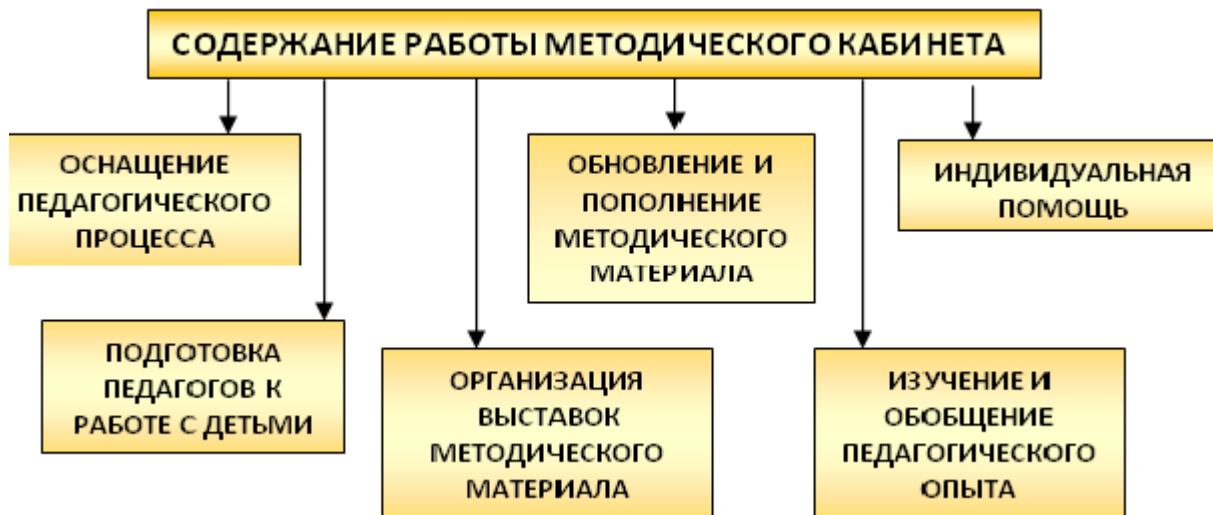 СОДЕРЖАНИЕ РАБОТЫ МЕТОДИЧЕСКОГО КАБИНЕТА
ОСНАЩЕНИЕ
ПЕДАГОГИЧЕСКОГО
ПРОЦЕССА
ОБНОВЛЕНИЕ И
ПОПОЛНЕНИЕ
МЕТОДИЧЕСКОГО
МАТЕРИАЛА
ИНДИВИДУАЛЬНАЯ
ПОМОЩЬ
ПОДГОТОВКА
ПЕДАГОГОВ К
РАБОТЕ С ДЕТЬМИ
ОРГАНИЗАЦИЯ
ВЫСТАВОК
МЕТОДИЧЕСКОГО
МАТЕРИАЛА
ИЗУЧЕНИЕ И
ОБОБЩЕНИЕ
ПЕДАГОГИЧЕСКОГО
ОПЫТА